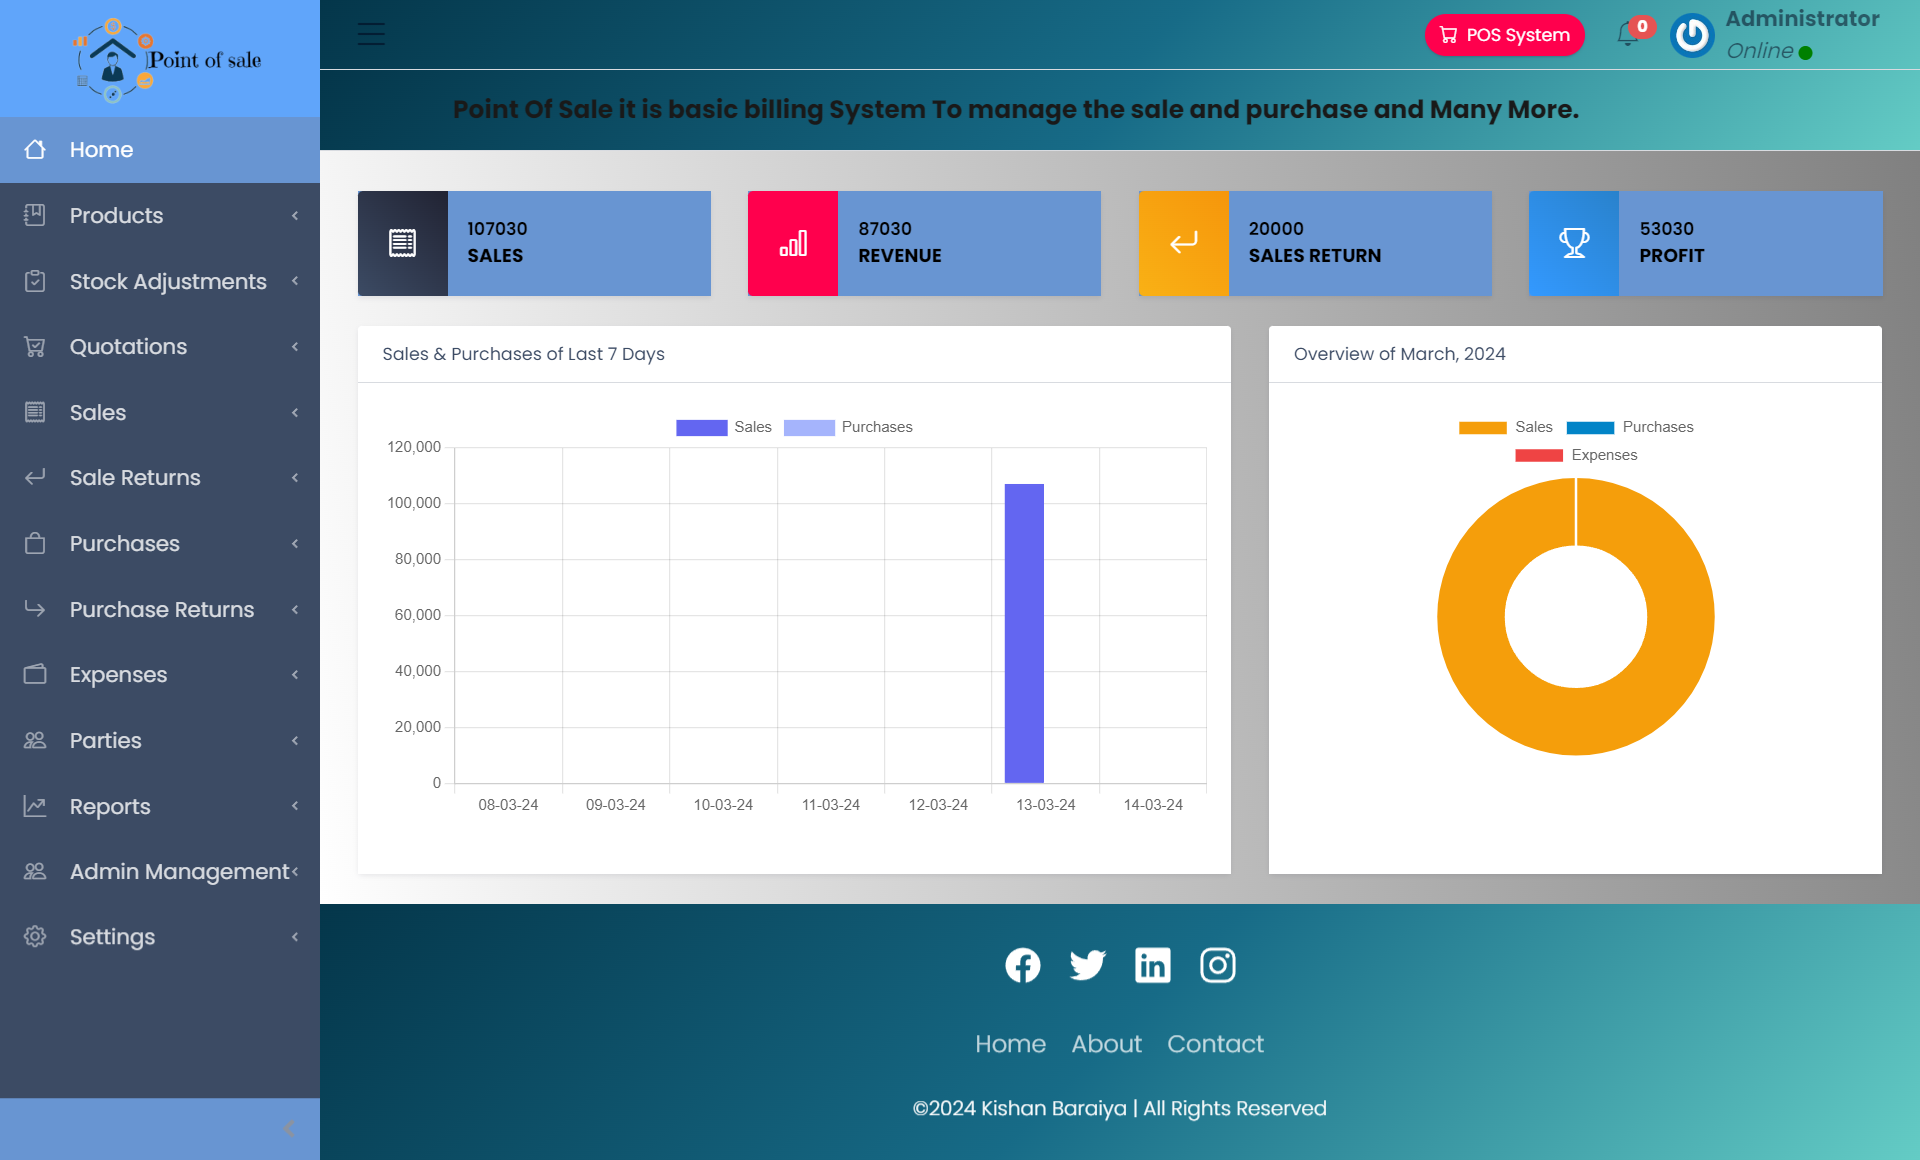 Point of sale
Home
Products
Stock Adjustments
Quotations
Sales
Sale Returns
Purchases
Purchase Returns
Expenses
Parties
Reports
Admin Management
Settings
POS System
0
Administrator
Online
Point Of Sale it is basic billing System To manage the sale and purchase and Many More.
107030
SALES
87030
REVENUE
20000
SALES RETURN
53030
PROFIT
Sales & Purchases of Last 7 Days
Sales Purchases
120,000
100,000
80,000
60,000
40,000
20,000
0
08-03-24 09-03-24 10-03-24 11-03-24 12-03-24 13-03-24 14-03-24
Overview of March, 2024
Sales Purchases
Expenses
Home About Contact
©2024 Kishan Baraiya | All Rights Reserved